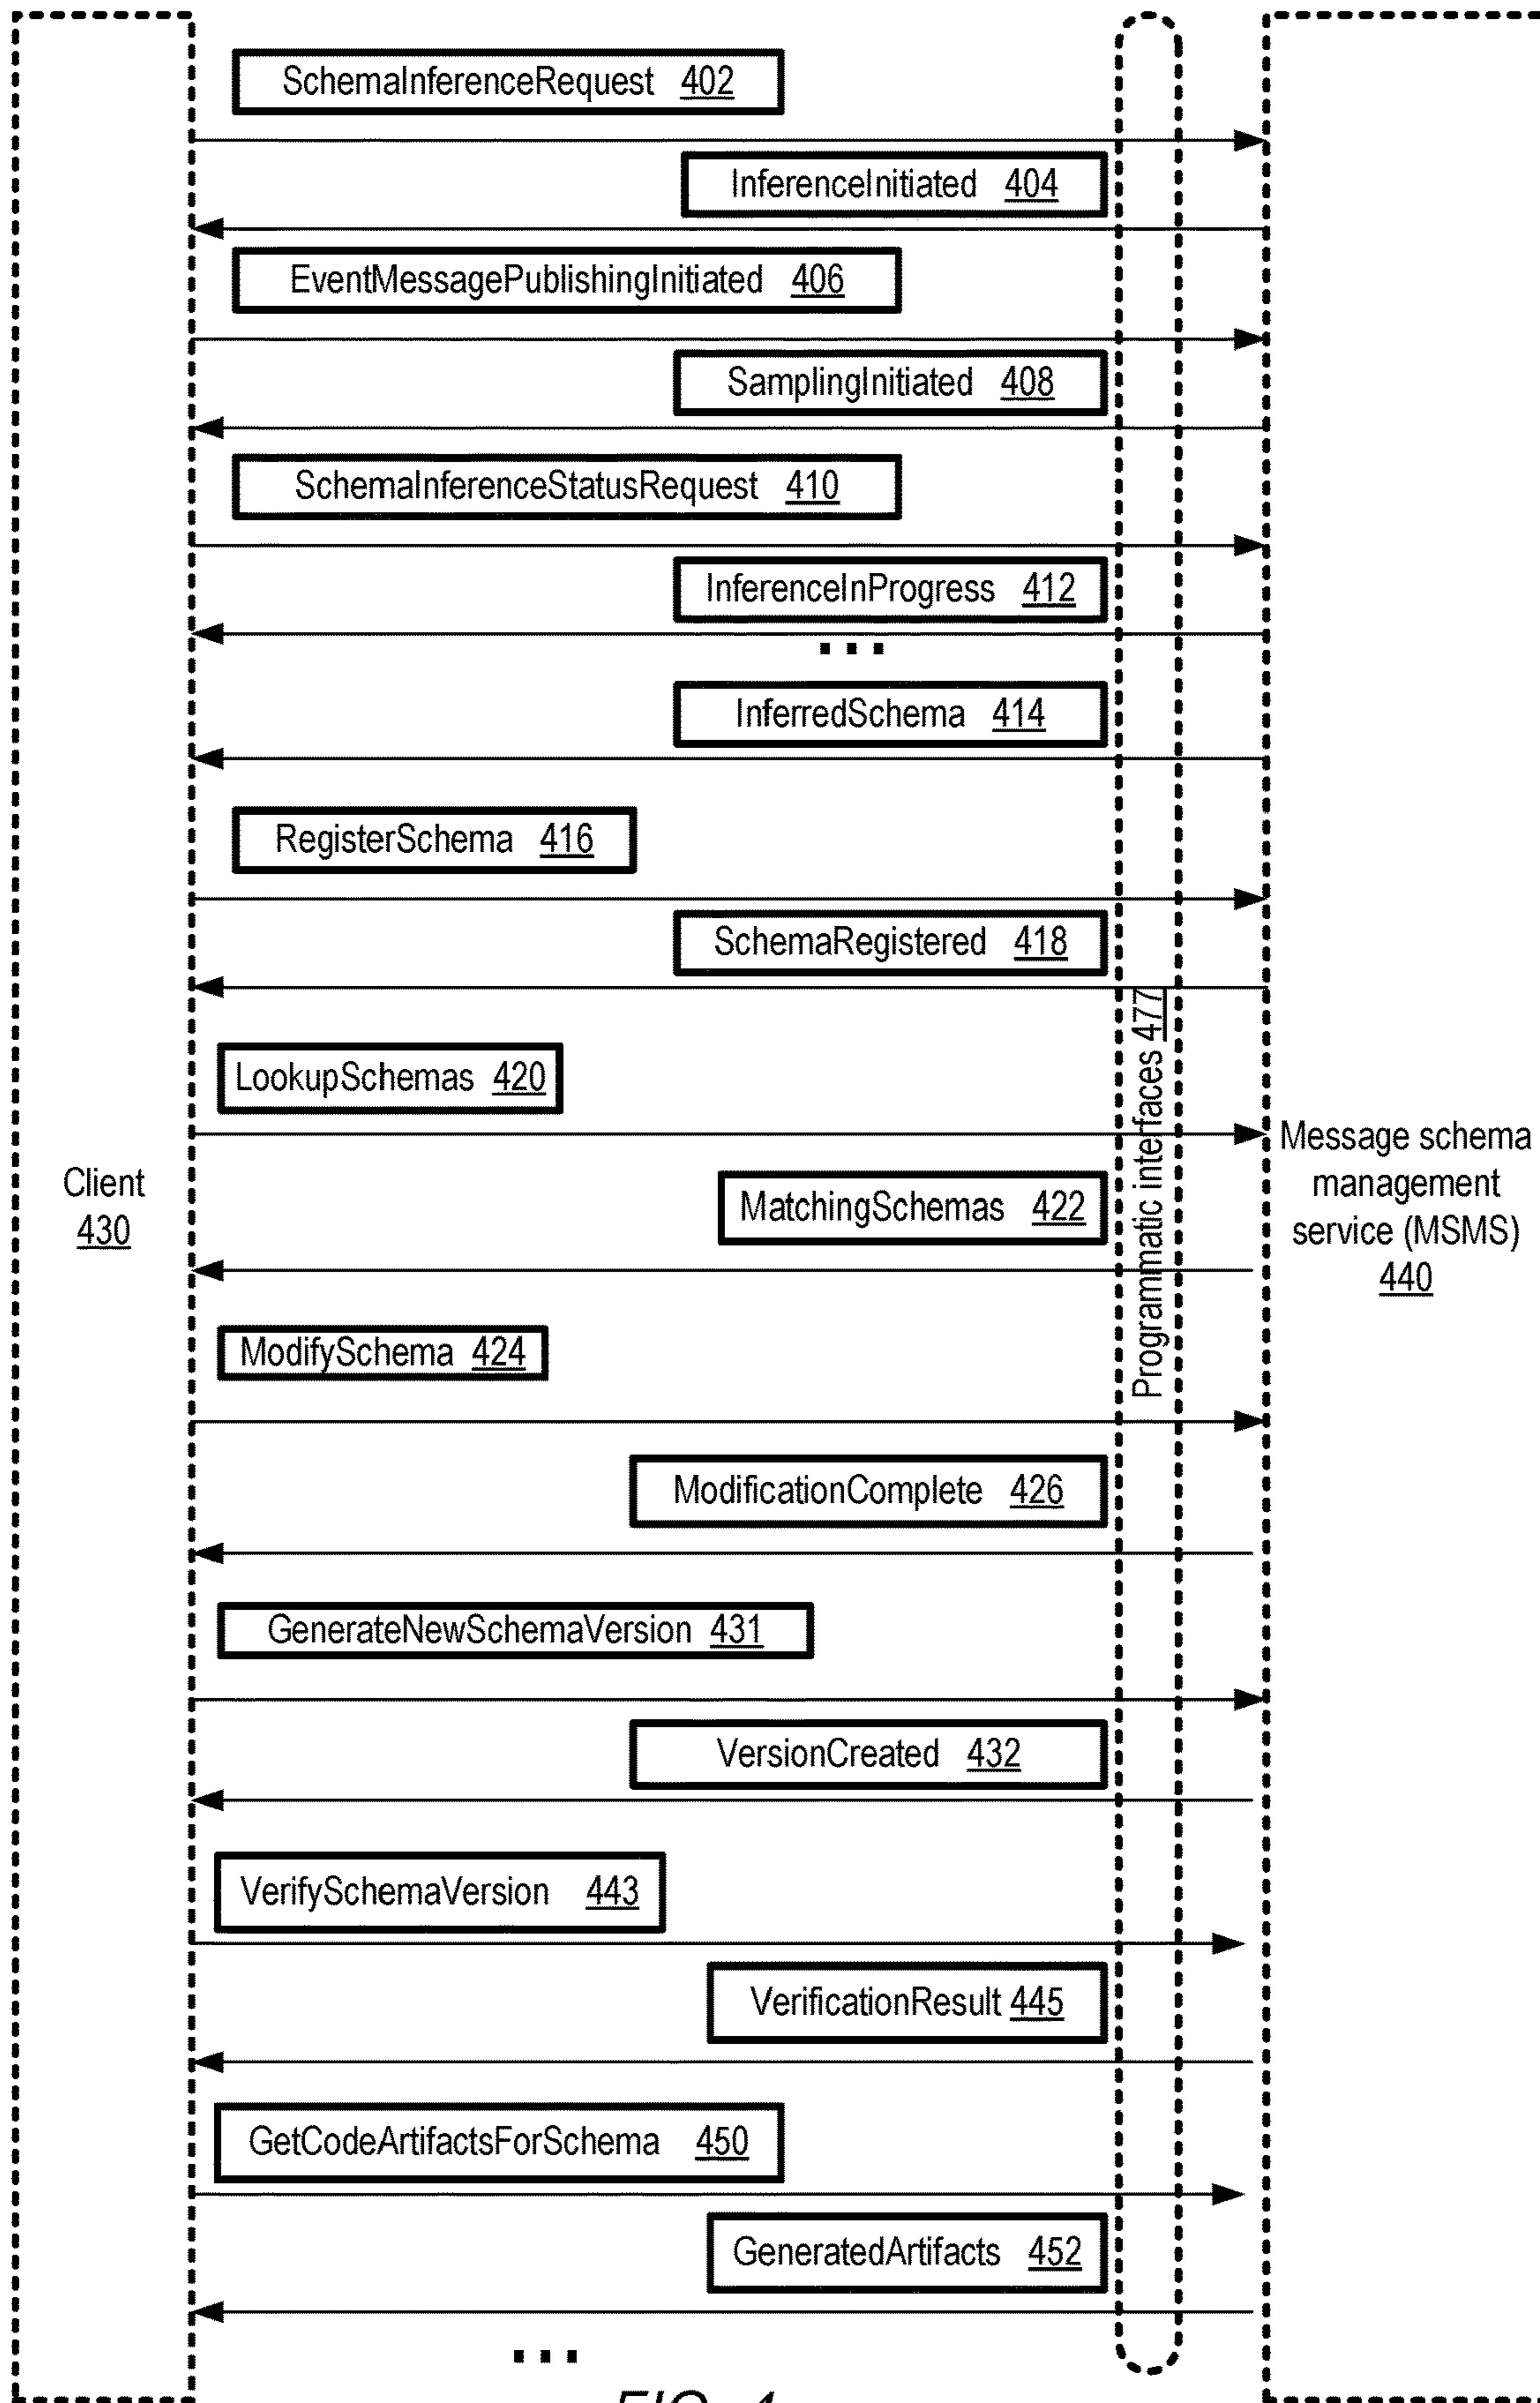 SchemaInferenceRequest 402
InferenceInitiated 404
EventMessagePublishingInitiated 406
SamplingInitiated 408
SchemaInferenceStatusRequest 410
InferenceInProgress 412
...
InferredSchema 414
RegisterSchema 416
SchemaRegistered 418
Programmatic interfaces 477
LookupSchemas 420
Client
430
Message schema
management
service (MSMS)
440
MatchingSchemas 422
ModifySchema 424
ModificationComplete 426
GenerateNewSchemaVersion 431
VersionCreated 432
VerifySchemaVersion 443
VerificationResult 445
GetCodeArtifactsForSchema 450
GeneratedArtifacts 452
...